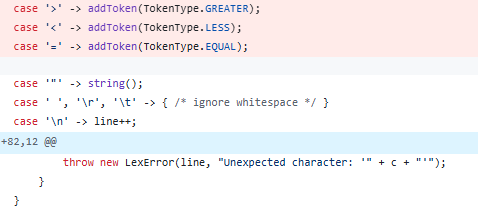 case '>' -> addToken(TokenType.GREATER);
case '<' -> addToken(TokenType.LESS);
case '=' -> addToken(TokenType.EQUAL);
case '"' -> string();
case ' ', '\r', '\t' -> { /* ignore whitespace */ }
case '\n' -> line++;
+82,12 @@
throw new LexError(line, "Unexpected character: '" + c + "'");
}
}